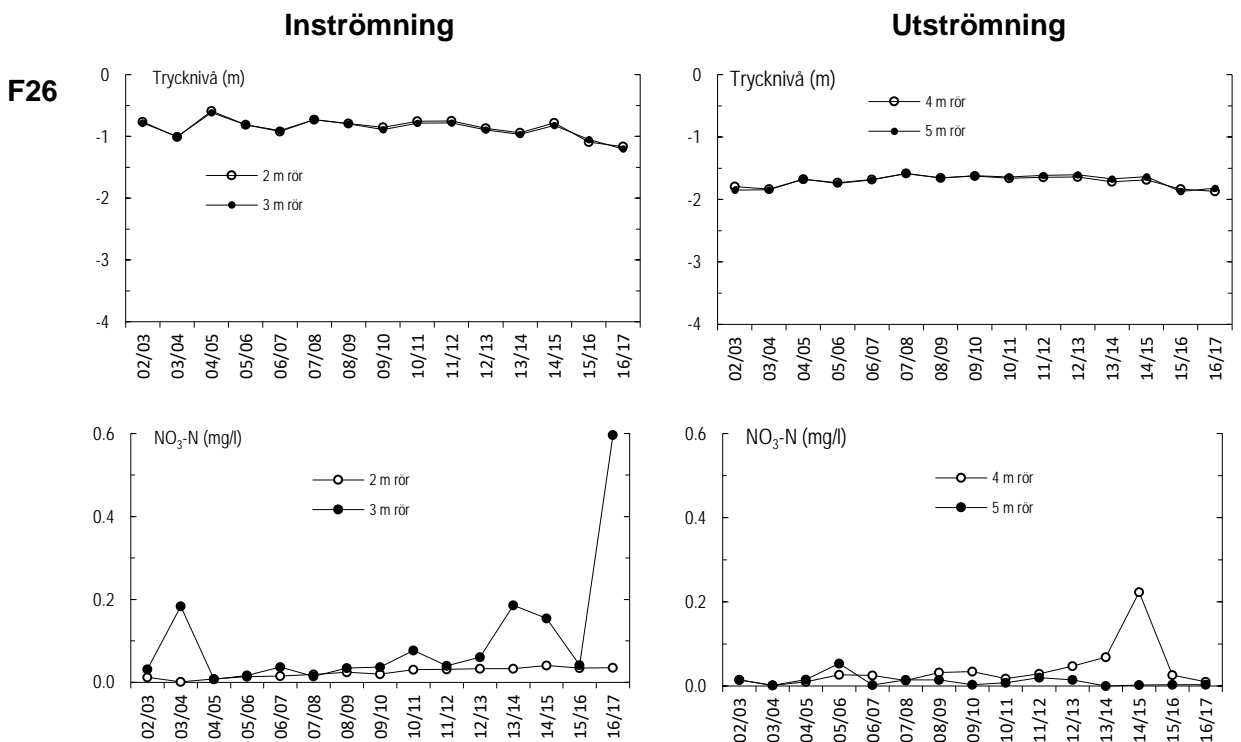 Inströmning
Utströmning
F26
Trycknivå (m)
0
-1
-2
-3
-4
2 m rör
3 m rör
02/03 03/04 04/05 05/06 06/07 07/08 08/09 09/10 10/11 11/12 12/13 13/14 14/15 15/16 16/17
Trycknivå (m)
0
-1
-2
-3
-4
4 m rör
5 m rör
02/03 03/04 04/05 05/06 06/07 07/08 08/09 09/10 10/11 11/12 12/13 13/14 14/15 15/16 16/17
NO₃-N (mg/l)
0.6
0.4
0.2
0.0
2 m rör
3 m rör
02/03 03/04 04/05 05/06 06/07 07/08 08/09 09/10 10/11 11/12 12/13 13/14 14/15 15/16 16/17
NO₃-N (mg/l)
0.6
0.4
0.2
0.0
4 m rör
5 m rör
02/03 03/04 04/05 05/06 06/07 07/08 08/09 09/10 10/11 11/12 12/13 13/14 14/15 15/16 16/17